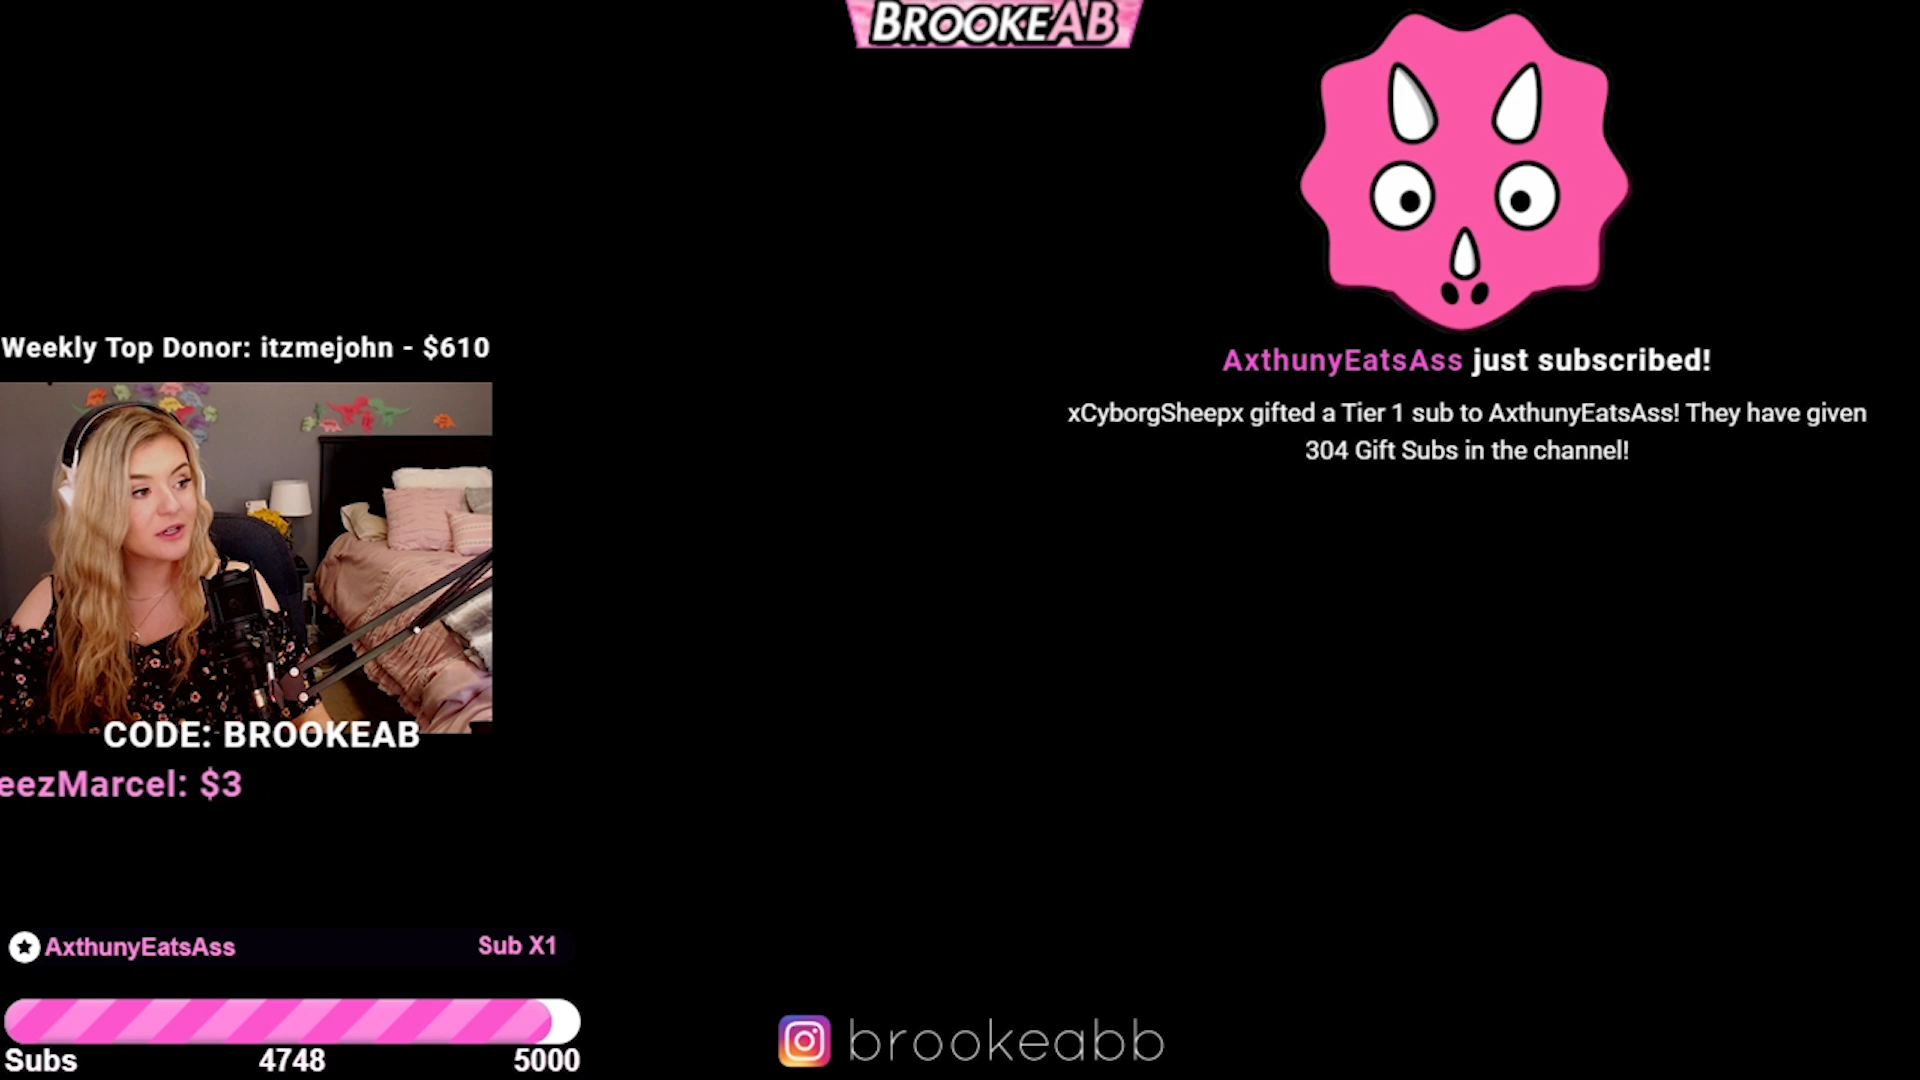 BROOKEAB
Weekly Top Donor: itzmejohn - $610
AxthunyEatsAss just subscribed!
xCyborgSheepx gifted a Tier 1 sub to AxthunyEatsAss! They have given
304 Gift Subs in the channel!
CODE: BROOKEAB
eezMarcel: $3
AxthunyEatsAss Sub X1
Subs 4748 5000
brookeabb